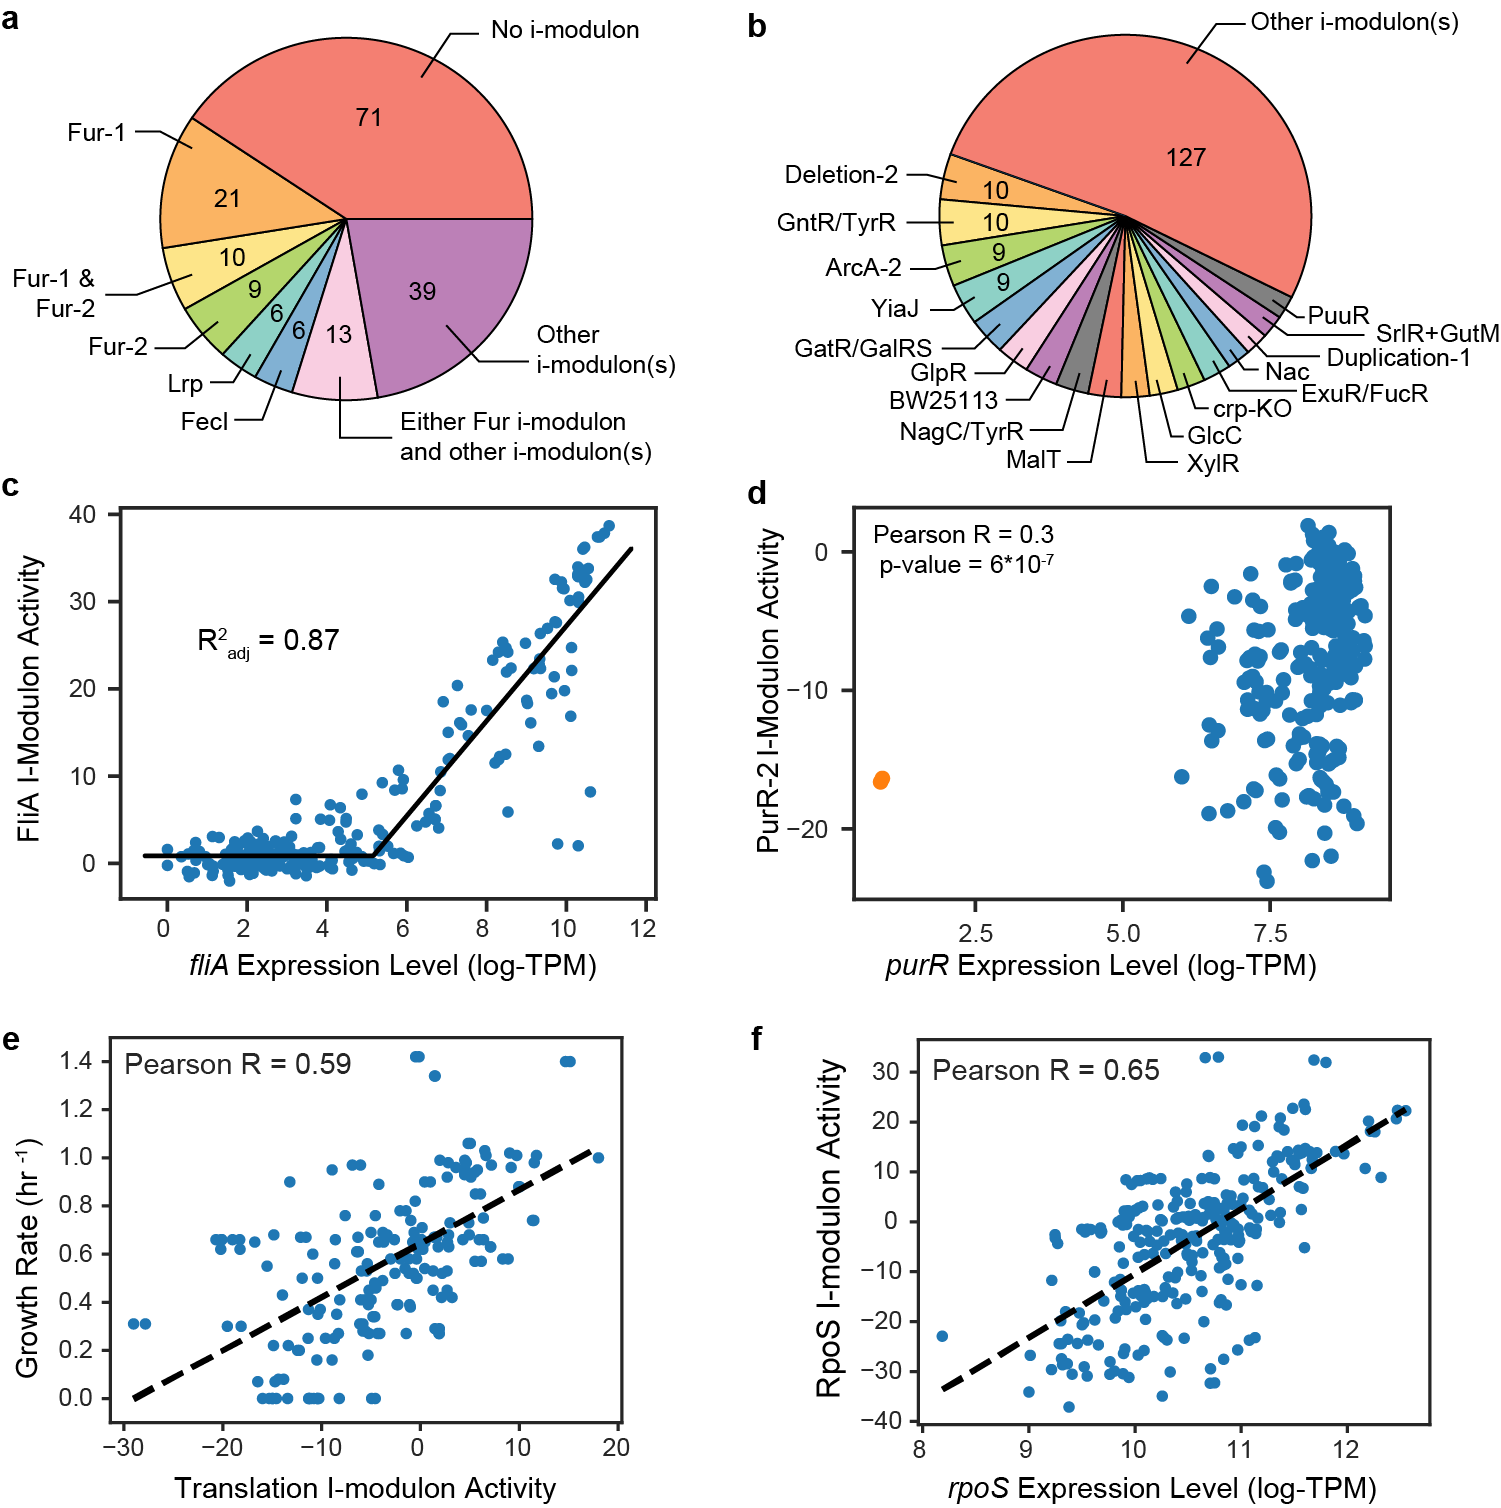 a
No i-modulon
71
Fur-1
21
Fur-1 &
Fur-2
10
Fur-2
9
Lrp
6
FecI
6
13
Either Fur i-modulon
and other i-modulon(s)
39
Other
i-modulon(s)
b
Other i-modulon(s)
127
Deletion-2
10
GntR/TyrR
10
ArcA-2
9
YiaJ
9
GatR/GalRS
GlpR
BW25113
NagC/TyrR
MalT
XylR
GlcC
crp-KO
ExuR/FucR
Nac
Duplication-1
SrlR+GutM
PuuR
c
FliA I-Modulon Activity
40
30
20
10
0
R²adj = 0.87
0 2 4 6 8 10 12
fliA Expression Level (log-TPM)
d
PurR-2 I-Modulon Activity
0
−10
−20
Pearson R = 0.3
p-value = 6*10⁻⁷
2.5 5.0 7.5
purR Expression Level (log-TPM)
e
Growth Rate (hr⁻¹)
1.4
1.2
1.0
0.8
0.6
0.4
0.2
0.0
Pearson R = 0.59
−30 −20 −10 0 10 20
Translation I-modulon Activity
f
RpoS I-modulon Activity
30
20
10
0
−10
−20
−30
−40
Pearson R = 0.65
8 9 10 11 12
rpoS Expression Level (log-TPM)